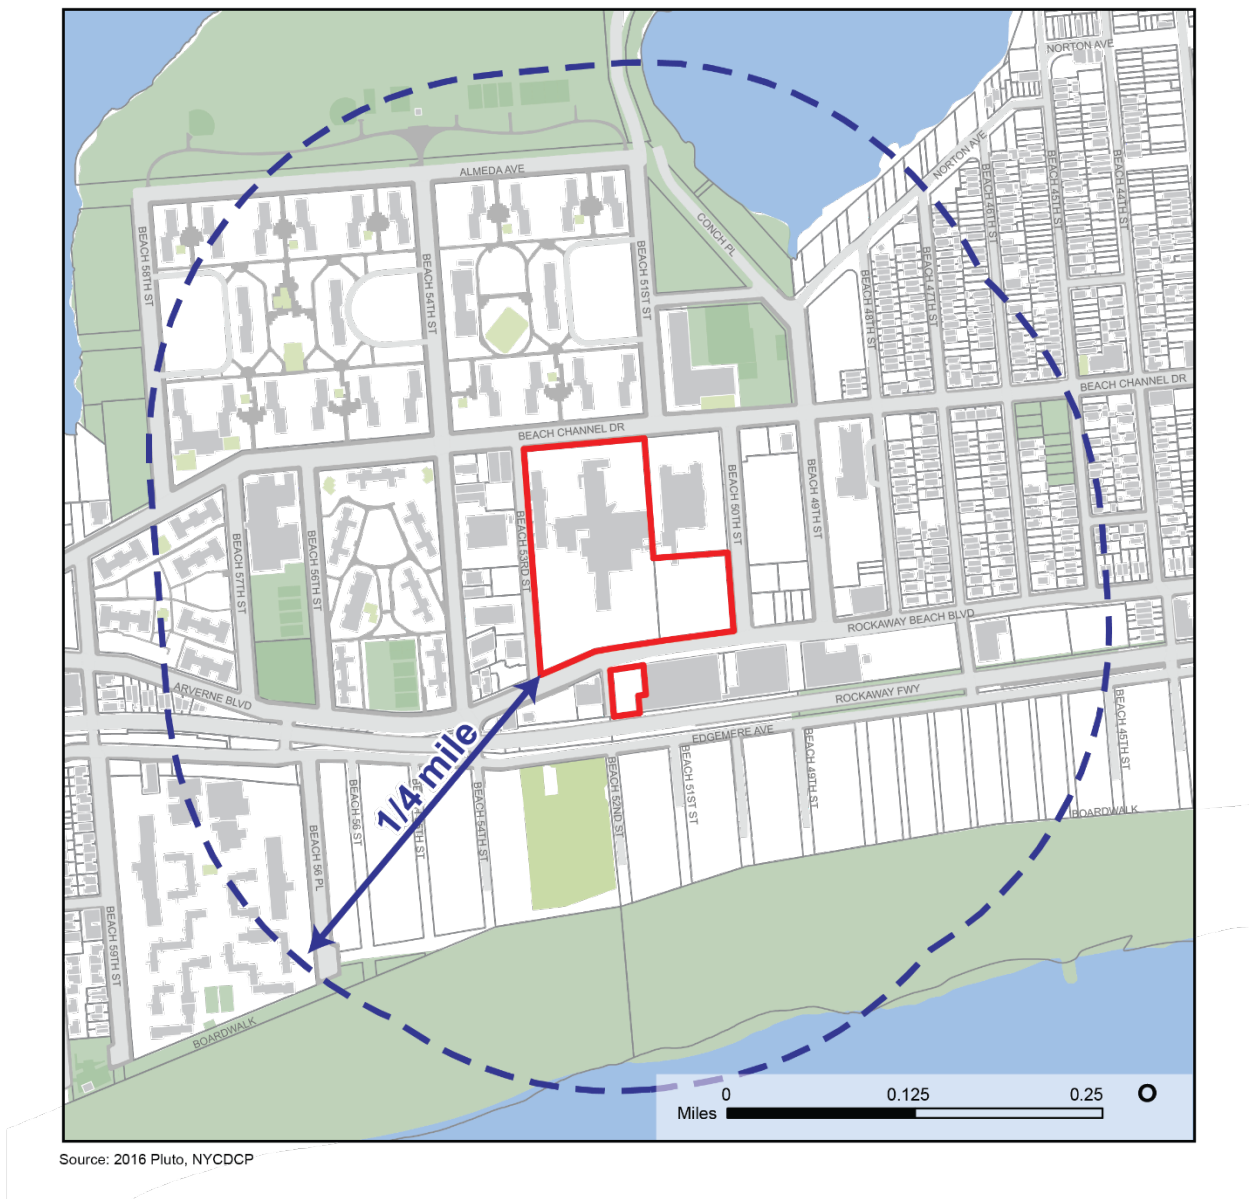 NORTON AVE
ALMEDA AVE
NORTON AVE
BEACH 46TH ST
BEACH 45TH ST
BEACH 44TH ST
CONCH PL
BEACH 58TH ST
BEACH 54TH ST
BEACH 51ST ST
BEACH 48TH ST
BEACH 47TH ST
BEACH CHANNEL DR
BEACH CHANNEL DR
BEACH 57TH ST
BEACH 56TH ST
BEACH 53RD ST
BEACH 50TH ST
BEACH 49TH ST
ROCKAWAY BEACH BLVD
ARVERNE BLVD
ROCKAWAY FWY
EDGEMERE AVE
1/4 mile
BEACH 56 ST
BEACH 54TH ST
BEACH 52ND ST
BEACH 51ST ST
BEACH 49TH ST
BEACH 45TH ST
BOARDWALK
BEACH 56 PL
BEACH 59TH ST
BOARDWALK
0 0.125 0.25
Miles
Source: 2016 Pluto, NYCDCP